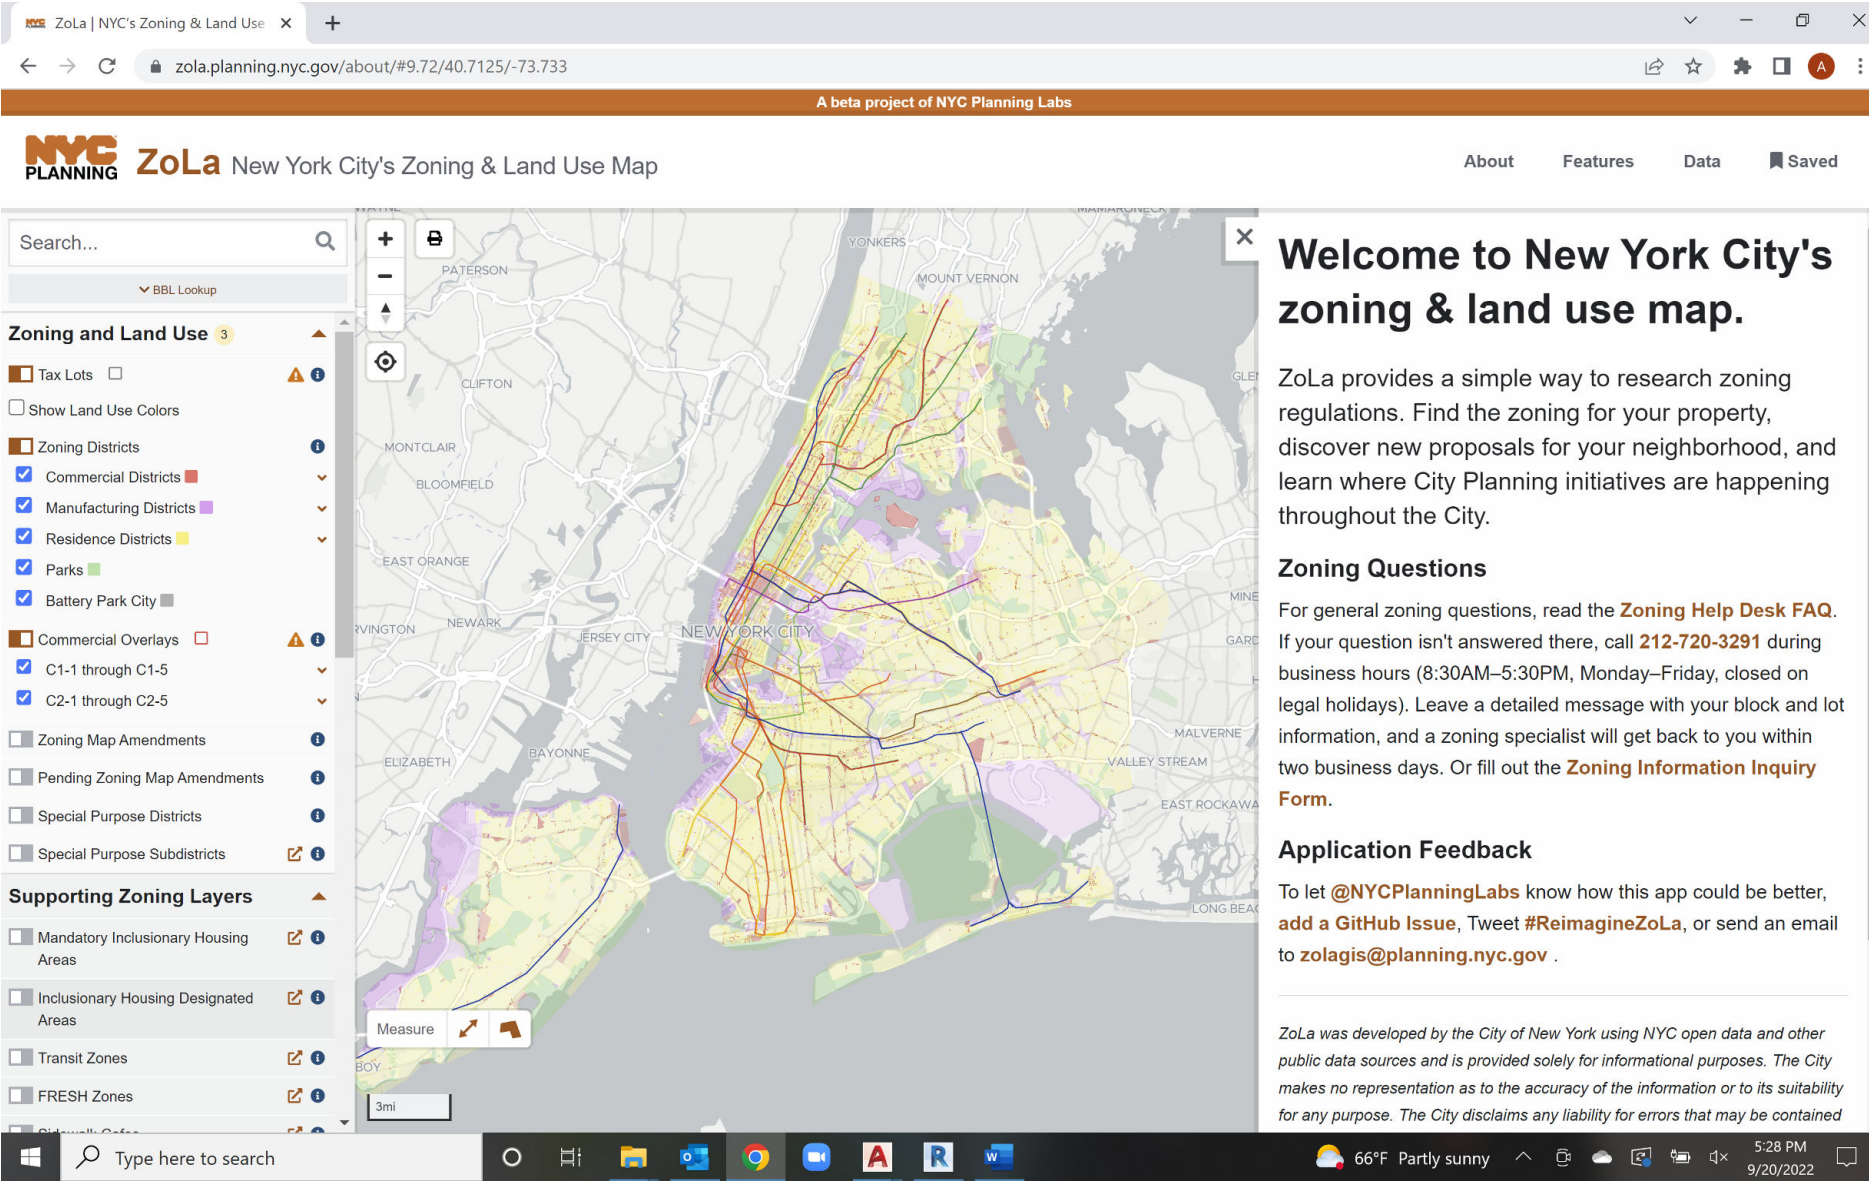 ZoLa | NYC's Zoning & Land Use
zola.planning.nyc.gov/about/#9.72/40.7125/-73.733
A
A beta project of NYC Planning Labs
NYC
PLANNING
ZoLa New York City's Zoning & Land Use Map
About
Features
Data
Saved
Search...
BBL Lookup
Zoning and Land Use 3
Tax Lots
Show Land Use Colors
Zoning Districts
Commercial Districts
Manufacturing Districts
Residence Districts
Parks
Battery Park City
Commercial Overlays
C1-1 through C1-5
C2-1 through C2-5
Zoning Map Amendments
Pending Zoning Map Amendments
Special Purpose Districts
Special Purpose Subdistricts
Supporting Zoning Layers
Mandatory Inclusionary Housing
Areas
Inclusionary Housing Designated
Areas
Transit Zones
FRESH Zones
MAMARONECK
YONKERS
PATERSON
MOUNT VERNON
CLIFTON
GLE
MONTCLAIR
BLOOMFIELD
EAST ORANGE
MINE
NEWARK
RVINGTON
JERSEY CITY
NEW YORK CITY
GARD
MALVERNE
BAYONNE
ELIZABETH
VALLEY STREAM
EAST ROCKAWA
LONG BEAC
Measure
BOY
3mi
Welcome to New York City's
zoning & land use map.
ZoLa provides a simple way to research zoning
regulations. Find the zoning for your property,
discover new proposals for your neighborhood, and
learn where City Planning initiatives are happening
throughout the City.
Zoning Questions
For general zoning questions, read the Zoning Help Desk FAQ.
If your question isn't answered there, call 212-720-3291 during
business hours (8:30AM–5:30PM, Monday–Friday, closed on
legal holidays). Leave a detailed message with your block and lot
information, and a zoning specialist will get back to you within
two business days. Or fill out the Zoning Information Inquiry
Form.
Application Feedback
To let @NYCPlanningLabs know how this app could be better,
add a GitHub Issue, Tweet #ReimagineZoLa, or send an email
to zolagis@planning.nyc.gov .
ZoLa was developed by the City of New York using NYC open data and other
public data sources and is provided solely for informational purposes. The City
makes no representation as to the accuracy of the information or to its suitability
for any purpose. The City disclaims any liability for errors that may be contained
Type here to search
66°F Partly sunny
5:28 PM
9/20/2022